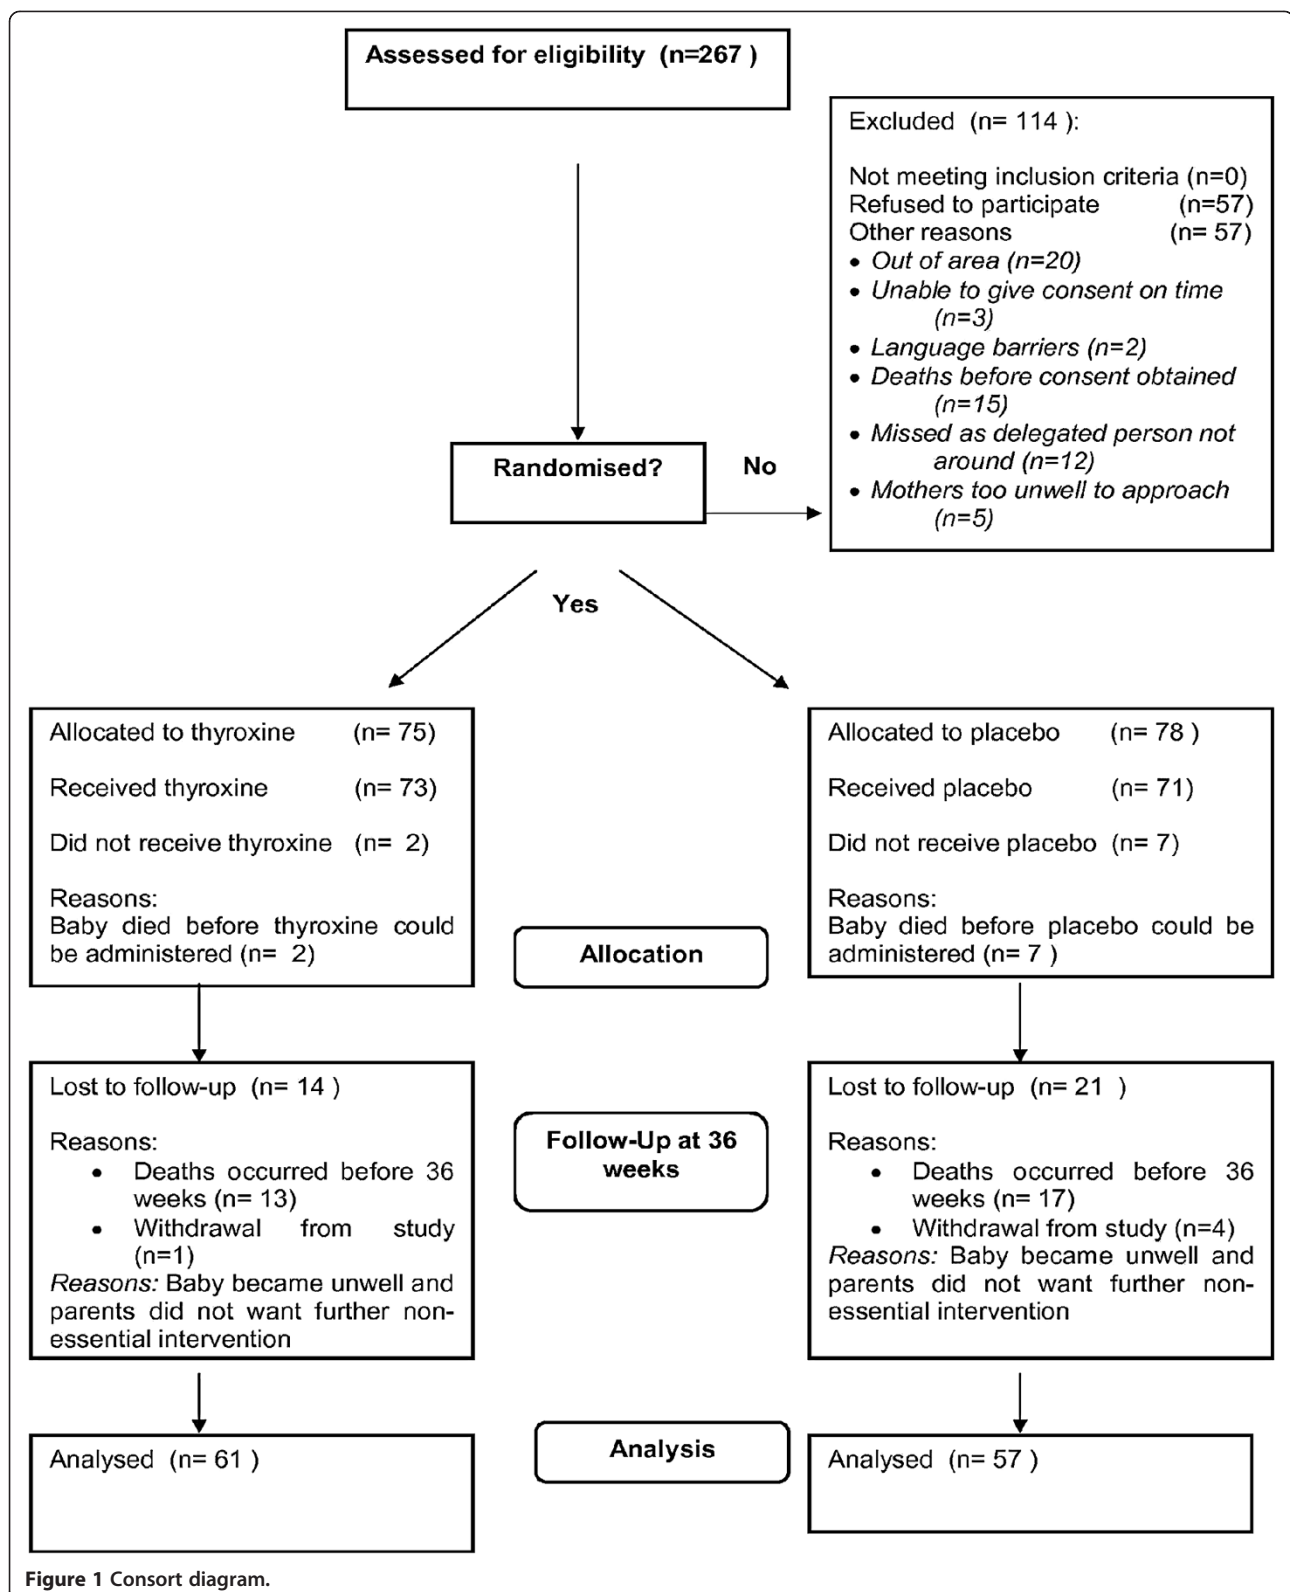 Assessed for eligibility (n=267 )
Excluded (n= 114 ):
Not meeting inclusion criteria (n=0)
Refused to participate (n=57)
Other reasons (n= 57)
• Out of area (n=20)
• Unable to give consent on time
(n=3)
• Language barriers (n=2)
• Deaths before consent obtained
(n=15)
• Missed as delegated person not
around (n=12)
• Mothers too unwell to approach
(n=5)
Randomised?
No
Yes
Allocated to thyroxine (n= 75)
Received thyroxine (n= 73)
Did not receive thyroxine (n= 2)
Reasons:
Baby died before thyroxine could
be administered (n= 2)
Allocated to placebo (n= 78 )
Received placebo (n= 71)
Did not receive placebo (n= 7)
Reasons:
Baby died before placebo could be
administered (n= 7 )
Allocation
Lost to follow-up (n= 14 )
Reasons:
• Deaths occurred before 36
weeks (n= 13)
• Withdrawal from study
(n=1)
Reasons: Baby became unwell and
parents did not want further non-
essential intervention
Follow-Up at 36
weeks
Lost to follow-up (n= 21 )
Reasons:
• Deaths occurred before 36
weeks (n= 17)
• Withdrawal from study (n=4)
Reasons: Baby became unwell and
parents did not want further non-
essential intervention
Analysed (n= 61 )
Analysis
Analysed (n= 57 )
Figure 1 Consort diagram.